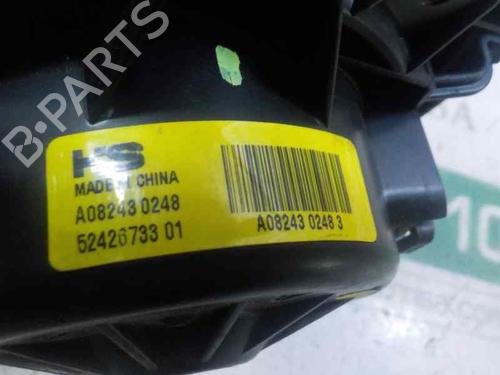 B-PARTS
HS
MADE IN CHINA
A08243 0248
52426733 01
A08243 0248 3